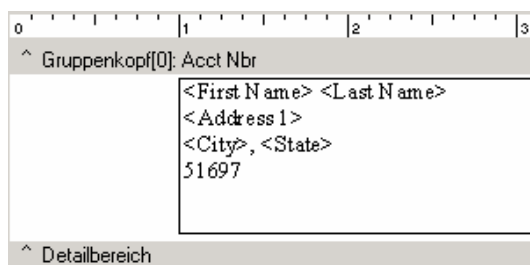 0 1 2 3
^ Gruppenkopf[0]: Acct Nbr
<First Name> <Last Name>
<Address 1>
<City>, <State>
51697
^ Detailbereich